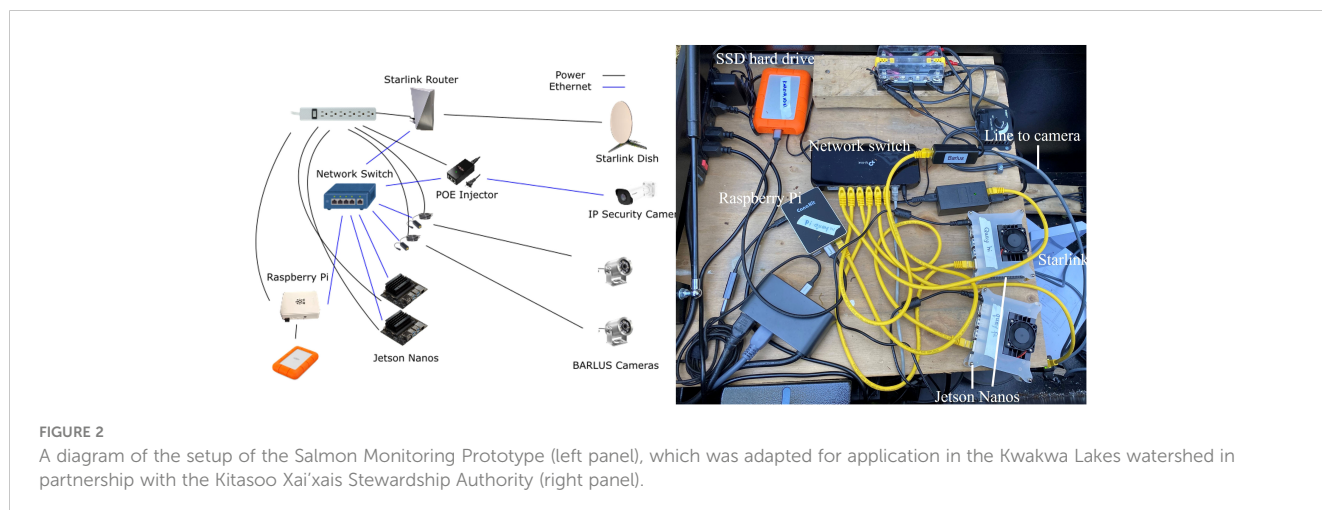 Power
Ethernet
Starlink Router
Starlink Dish
Network Switch
POE Injector
IP Security Camer
Raspberry Pi
Jetson Nanos
BARLUS Cameras
SSD hard drive
Line to camera
Network switch
Barlus
Raspberry Pi
CanaKit
Starlink
Jetson Nanos
FIGURE 2
A diagram of the setup of the Salmon Monitoring Prototype (left panel), which was adapted for application in the Kwakwa Lakes watershed in
partnership with the Kitasoo Xai'xais Stewardship Authority (right panel).